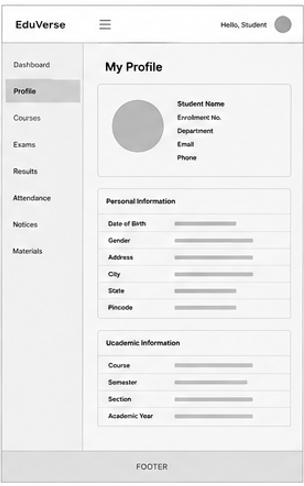 EduVerse
Hello, Student
Dashboard
Profile
Courses
Exams
Results
Attendance
Notices
Materials
My Profile
Student Name
Enrolment No.
Department
Email
Phone
Personal Information
Date of Birth
Gender
Address
City
State
Pincode
Ucademic Information
Course
Semester
Section
Academic Year
FOOTER